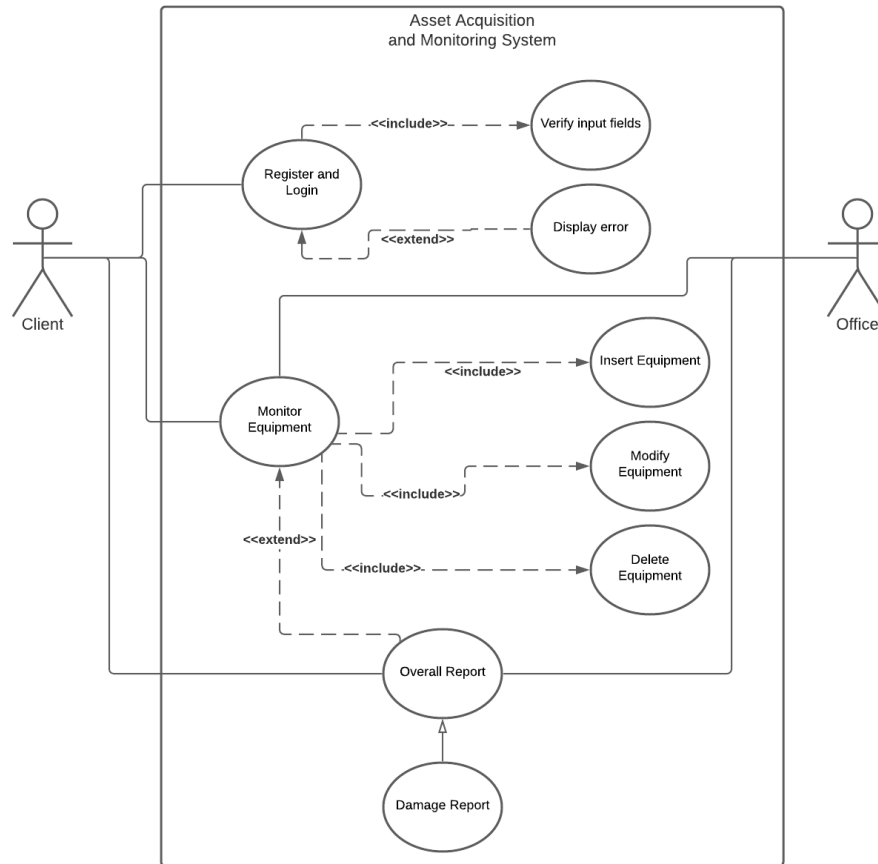 Asset Acquisition
and Monitoring System
<<include>>
Verify input fields
Register and
Login
<<extend>>
Display error
Client
Office
Insert Equipment
<<include>>
Monitor
Equipment
Modify
Equipment
<<include>>
<<extend>>
<<include>>
Delete
Equipment
Overall Report
Damage Report